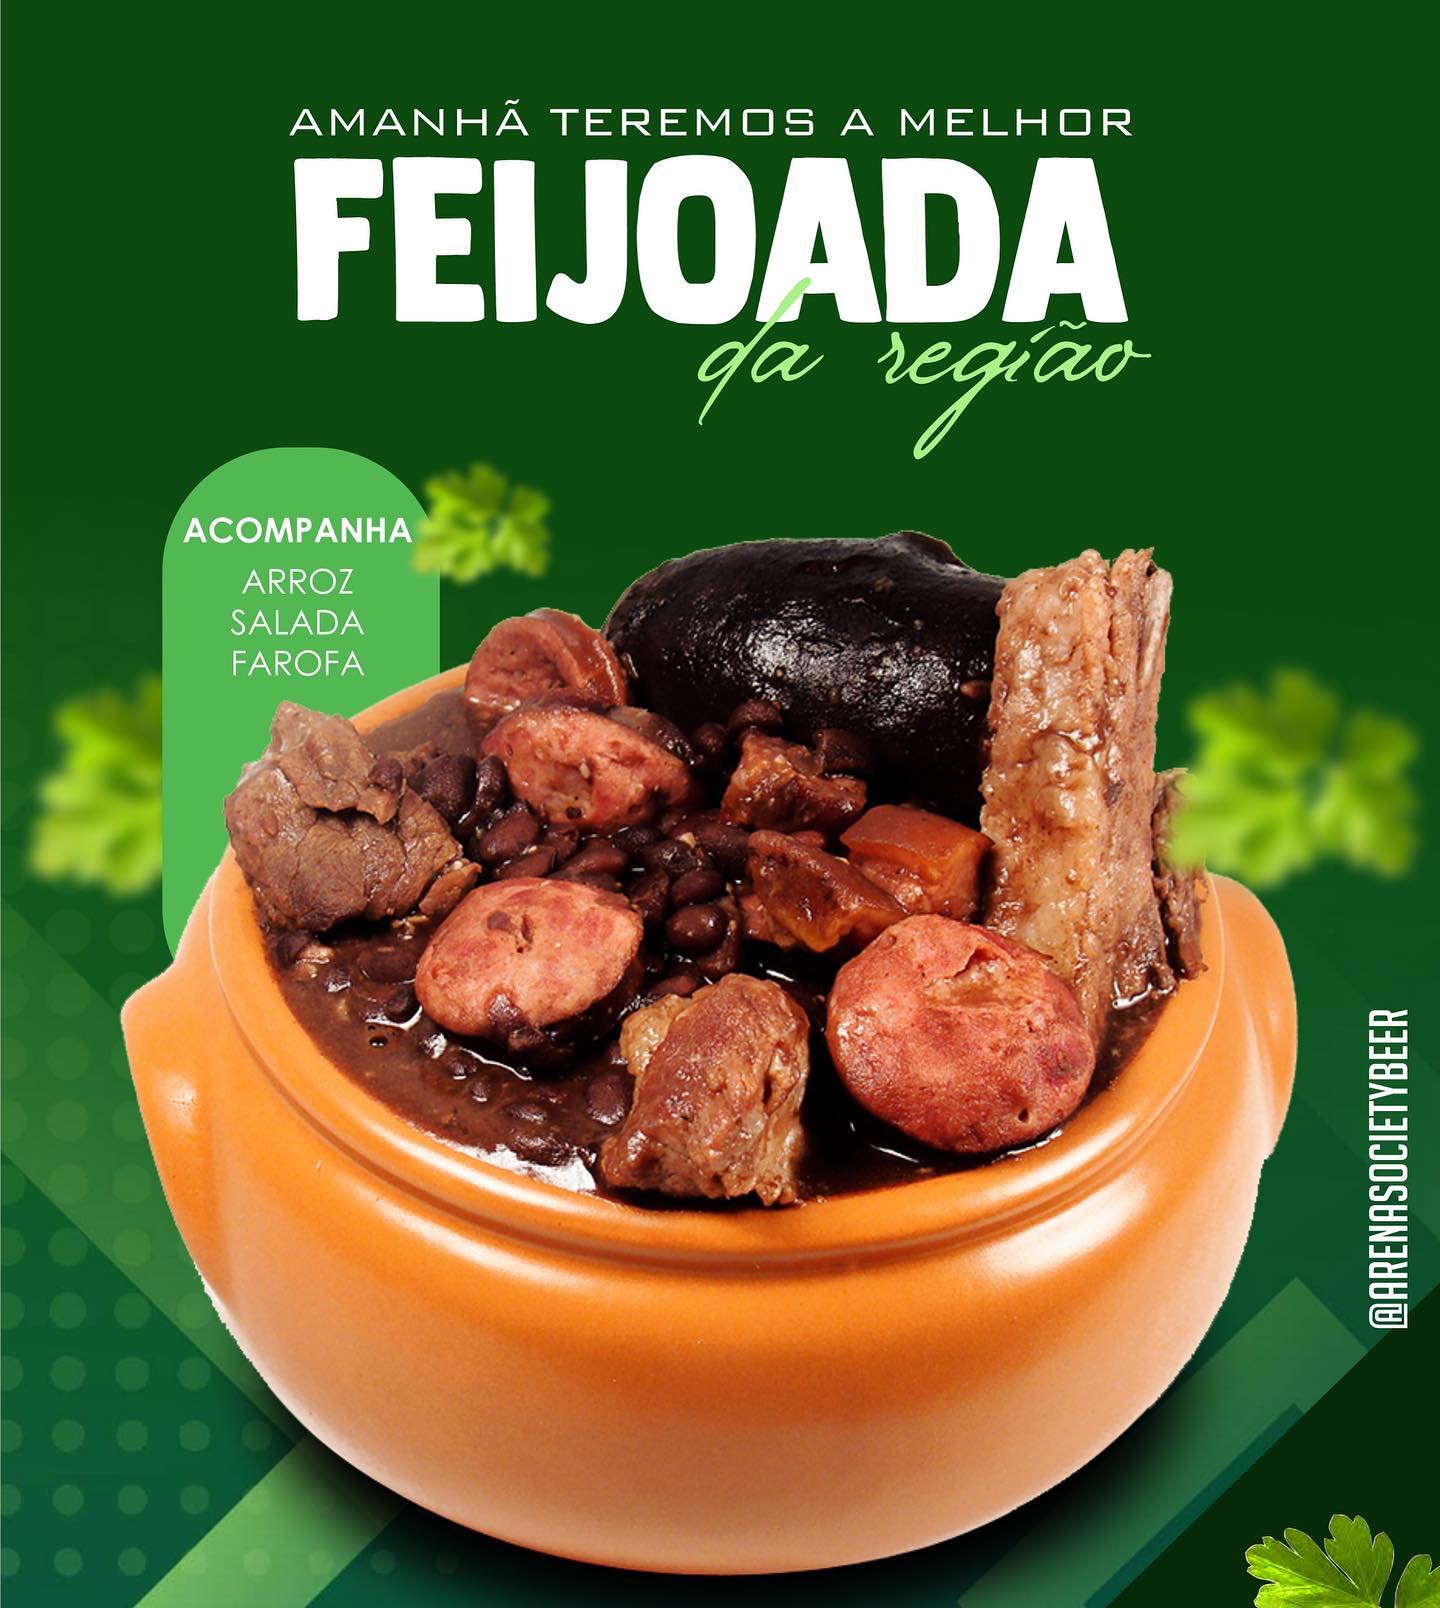 AMANHÃ TEREMOS A MELHOR
FEIJOADA
da região
ACOMPANHA
ARROZ
SALADA
FAROFA
@ARENASOCIETYBEER